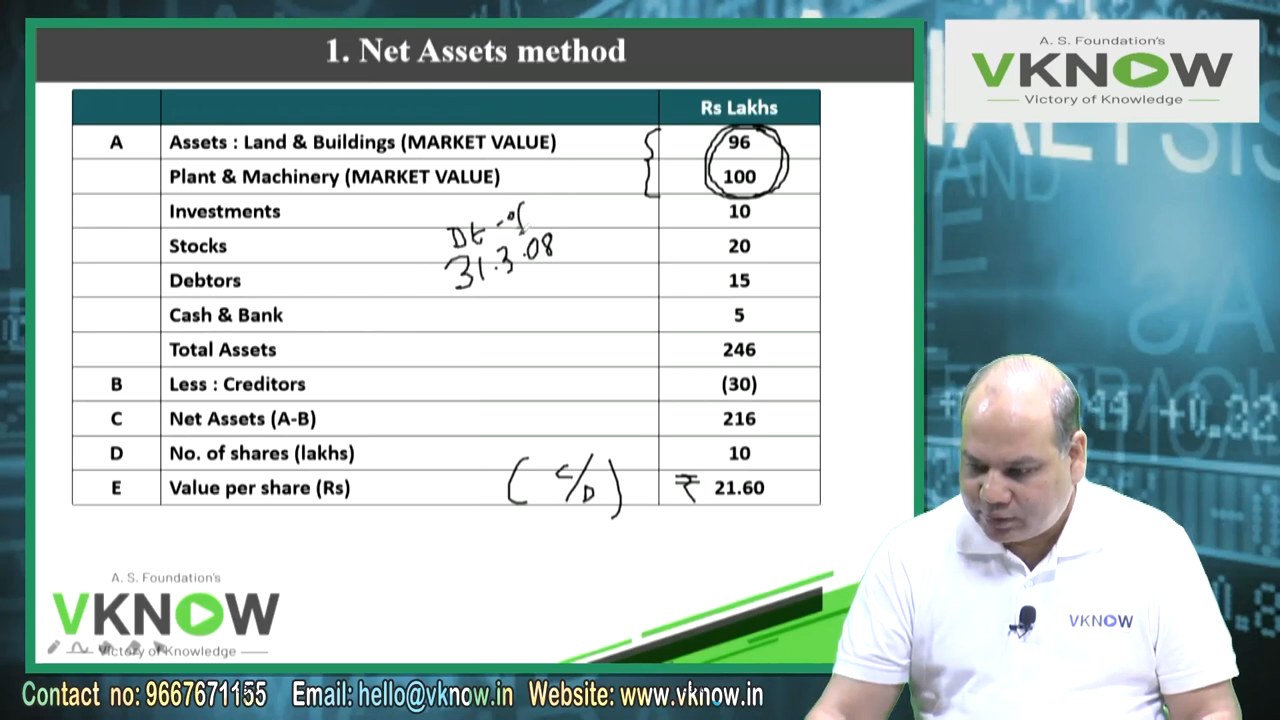 1. Net Assets method
A. S. Foundation's
VKNOW
Victory of Knowledge
Rs Lakhs
A Assets : Land & Buildings (MARKET VALUE) 96
Plant & Machinery (MARKET VALUE) 100
Investments 10
Dt - of
Stocks 20
31.3.08
Debtors 15
Cash & Bank 5
Total Assets 246
B Less : Creditors (30)
C Net Assets (A-B) 216
D No. of shares (lakhs) 10
E Value per share (Rs) (C/D) ₹ 21.60
A. S. Foundation's
VKNOW
Victory of Knowledge
VKNOW
Contact no: 9667671155 Email: hello@vknow.in Website: www.vknow.in